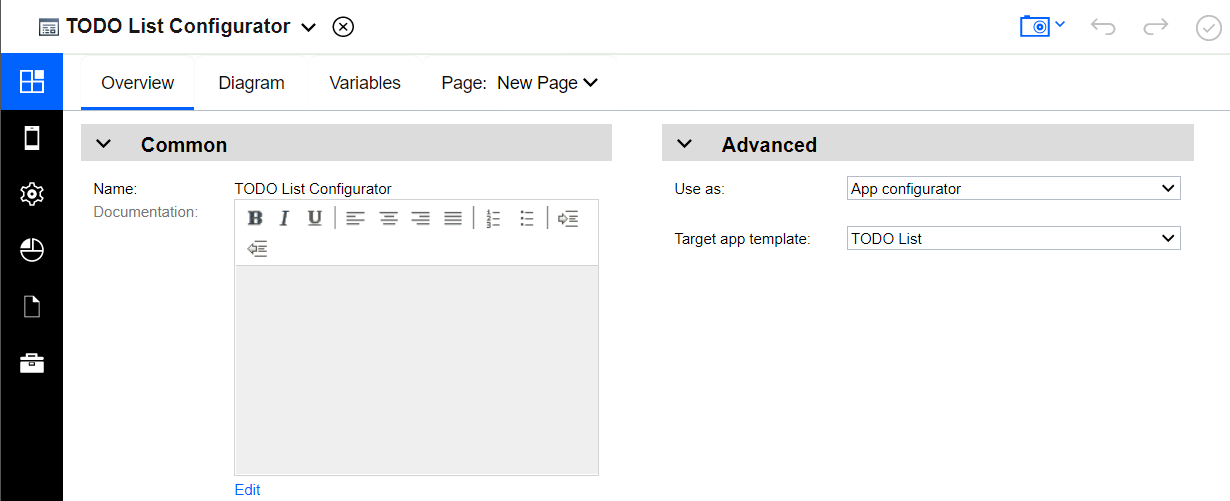 TODO List Configurator
Overview
Diagram
Variables
Page: New Page
Common
Name: TODO List Configurator
Documentation:
B I U
Edit
Advanced
Use as: App configurator
Target app template: TODO List